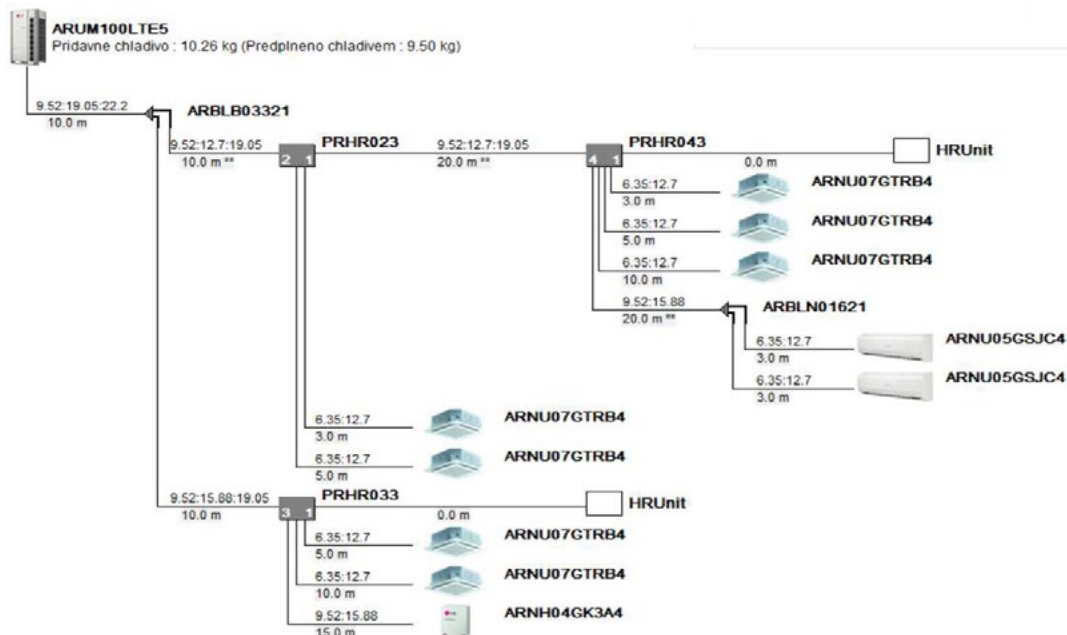 ARUM100LTE5
Pridavne chladivo : 10.26 kg (Predplneno chladivem : 9.50 kg)
9.52:19.05:22.2
10.0 m
ARBLB03321
9.52:12.7:19.05
10.0 m **
2 1
PRHR023
9.52:12.7:19.05
20.0 m **
4 1
PRHR043
0.0 m
HRUnit
6.35:12.7
3.0 m
ARNU07GTRB4
6.35:12.7
5.0 m
ARNU07GTRB4
6.35:12.7
10.0 m
ARNU07GTRB4
9.52:15.88
20.0 m **
ARBLN01621
6.35:12.7
3.0 m
ARNU05GSJC4
6.35:12.7
3.0 m
ARNU05GSJC4
6.35:12.7
3.0 m
ARNU07GTRB4
6.35:12.7
5.0 m
ARNU07GTRB4
9.52:15.88:19.05
10.0 m
3 1
PRHR033
0.0 m
HRUnit
6.35:12.7
5.0 m
ARNU07GTRB4
6.35:12.7
10.0 m
ARNU07GTRB4
9.52:15.88
15.0 m
ARNH04GK3A4